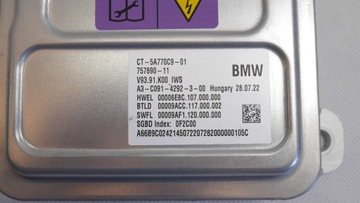 CT-5A770C9-01
757890-11
BMW
V93.91.K00 IWS
A3-C091-4292-3-00 Hungary 28.07.22
HWEL 00006E8C.107.000.000
BTLD 00009ACC.117.000.002
SWFL 00009AF1.120.000.000
SGBD Index: 0F2C00
A66B9C02421450722072820000000105C